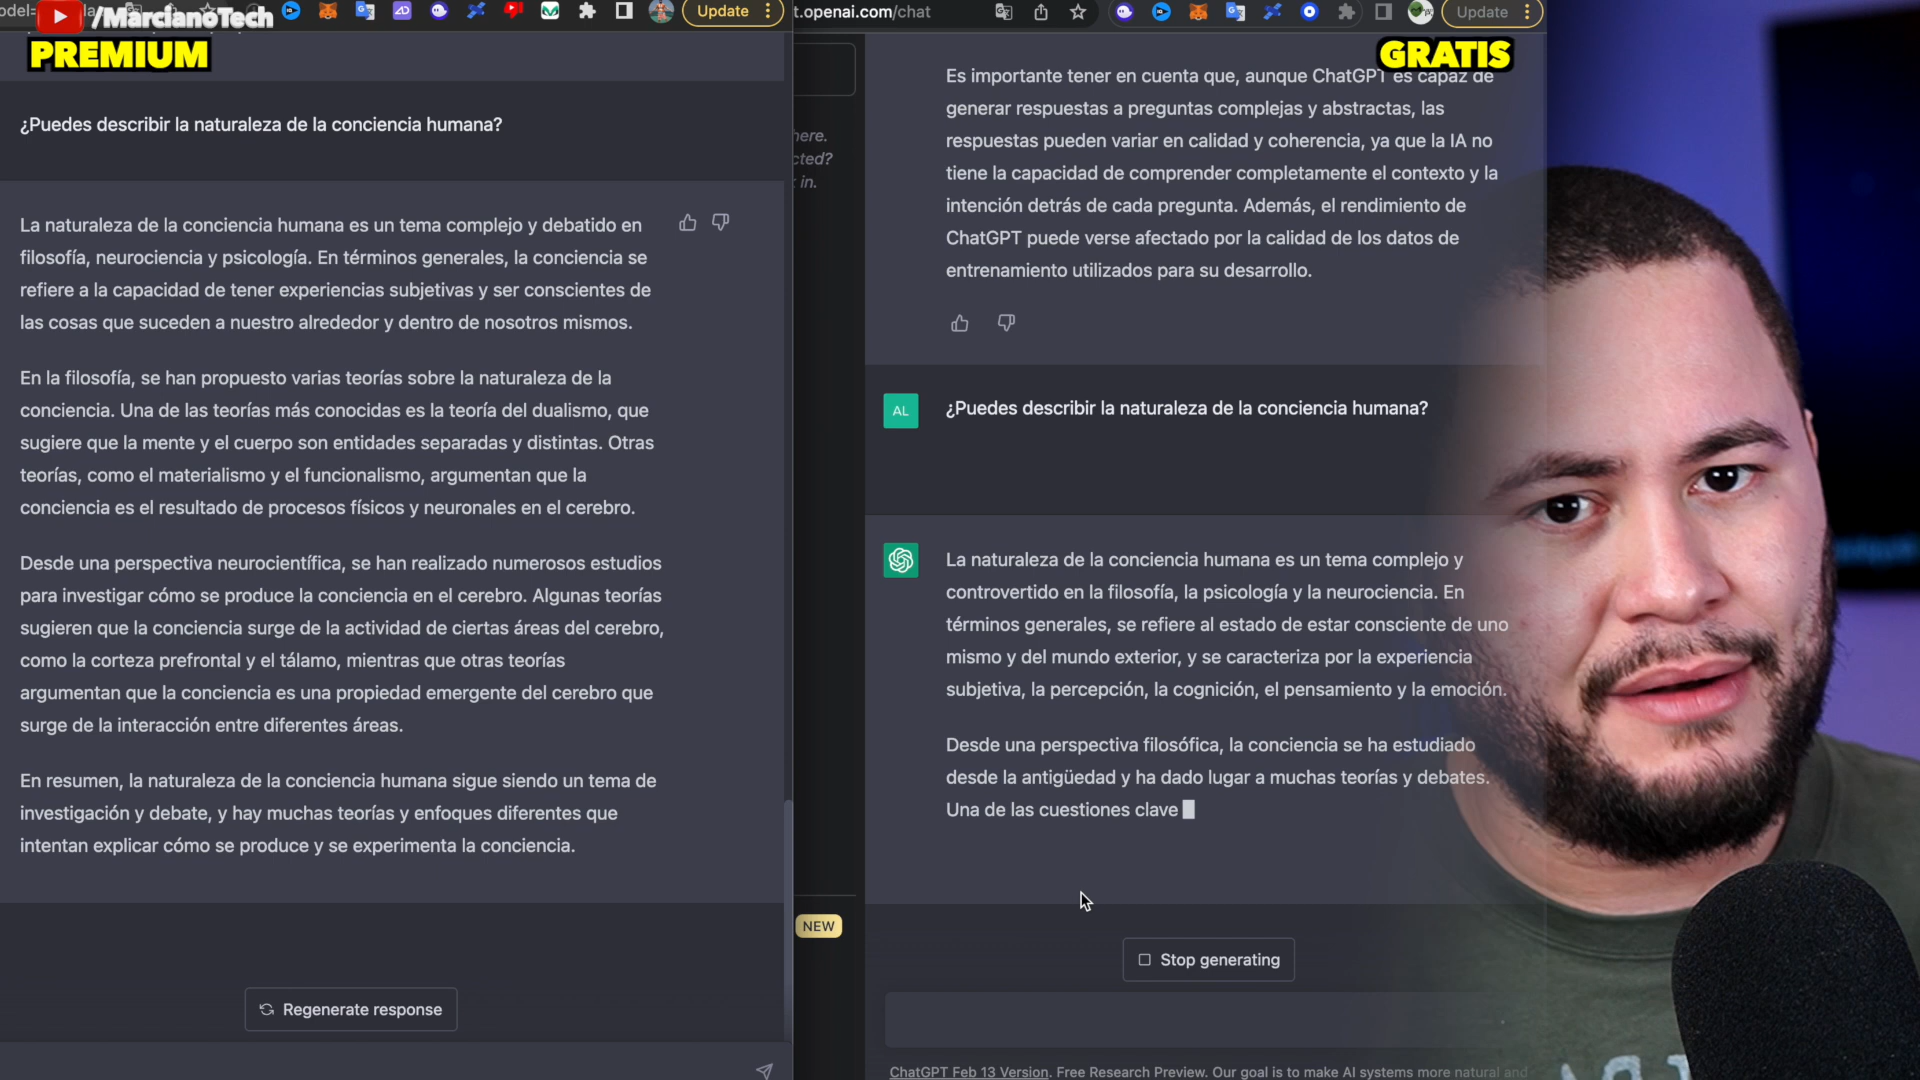 /MarcianoTech
PREMIUM
Update
¿Puedes describir la naturaleza de la conciencia humana?
La naturaleza de la conciencia humana es un tema complejo y debatido en
filosofía, neurociencia y psicología. En términos generales, la conciencia se
refiere a la capacidad de tener experiencias subjetivas y ser conscientes de
las cosas que suceden a nuestro alrededor y dentro de nosotros mismos.
En la filosofía, se han propuesto varias teorías sobre la naturaleza de la
conciencia. Una de las teorías más conocidas es la teoría del dualismo, que
sugiere que la mente y el cuerpo son entidades separadas y distintas. Otras
teorías, como el materialismo y el funcionalismo, argumentan que la
conciencia es el resultado de procesos físicos y neuronales en el cerebro.
Desde una perspectiva neurocientífica, se han realizado numerosos estudios
para investigar cómo se produce la conciencia en el cerebro. Algunas teorías
sugieren que la conciencia surge de la actividad de ciertas áreas del cerebro,
como la corteza prefrontal y el tálamo, mientras que otras teorías
argumentan que la conciencia es una propiedad emergente del cerebro que
surge de la interacción entre diferentes áreas.
En resumen, la naturaleza de la conciencia humana sigue siendo un tema de
investigación y debate, y hay muchas teorías y enfoques diferentes que
intentan explicar cómo se produce y se experimenta la conciencia.
Regenerate response
t.openai.com/chat
Update
GRATIS
here.
cted?
in.
NEW
Es importante tener en cuenta que, aunque ChatGPT es capaz de
generar respuestas a preguntas complejas y abstractas, las
respuestas pueden variar en calidad y coherencia, ya que la IA no
tiene la capacidad de comprender completamente el contexto y la
intención detrás de cada pregunta. Además, el rendimiento de
ChatGPT puede verse afectado por la calidad de los datos de
entrenamiento utilizados para su desarrollo.
AL
¿Puedes describir la naturaleza de la conciencia humana?
La naturaleza de la conciencia humana es un tema complejo y
controvertido en la filosofía, la psicología y la neurociencia. En
términos generales, se refiere al estado de estar consciente de uno
mismo y del mundo exterior, y se caracteriza por la experiencia
subjetiva, la percepción, la cognición, el pensamiento y la emoción.
Desde una perspectiva filosófica, la conciencia se ha estudiado
desde la antigüedad y ha dado lugar a muchas teorías y debates.
Una de las cuestiones clave
Stop generating
ChatGPT Feb 13 Version. Free Research Preview. Our goal is to make AI systems more natural and